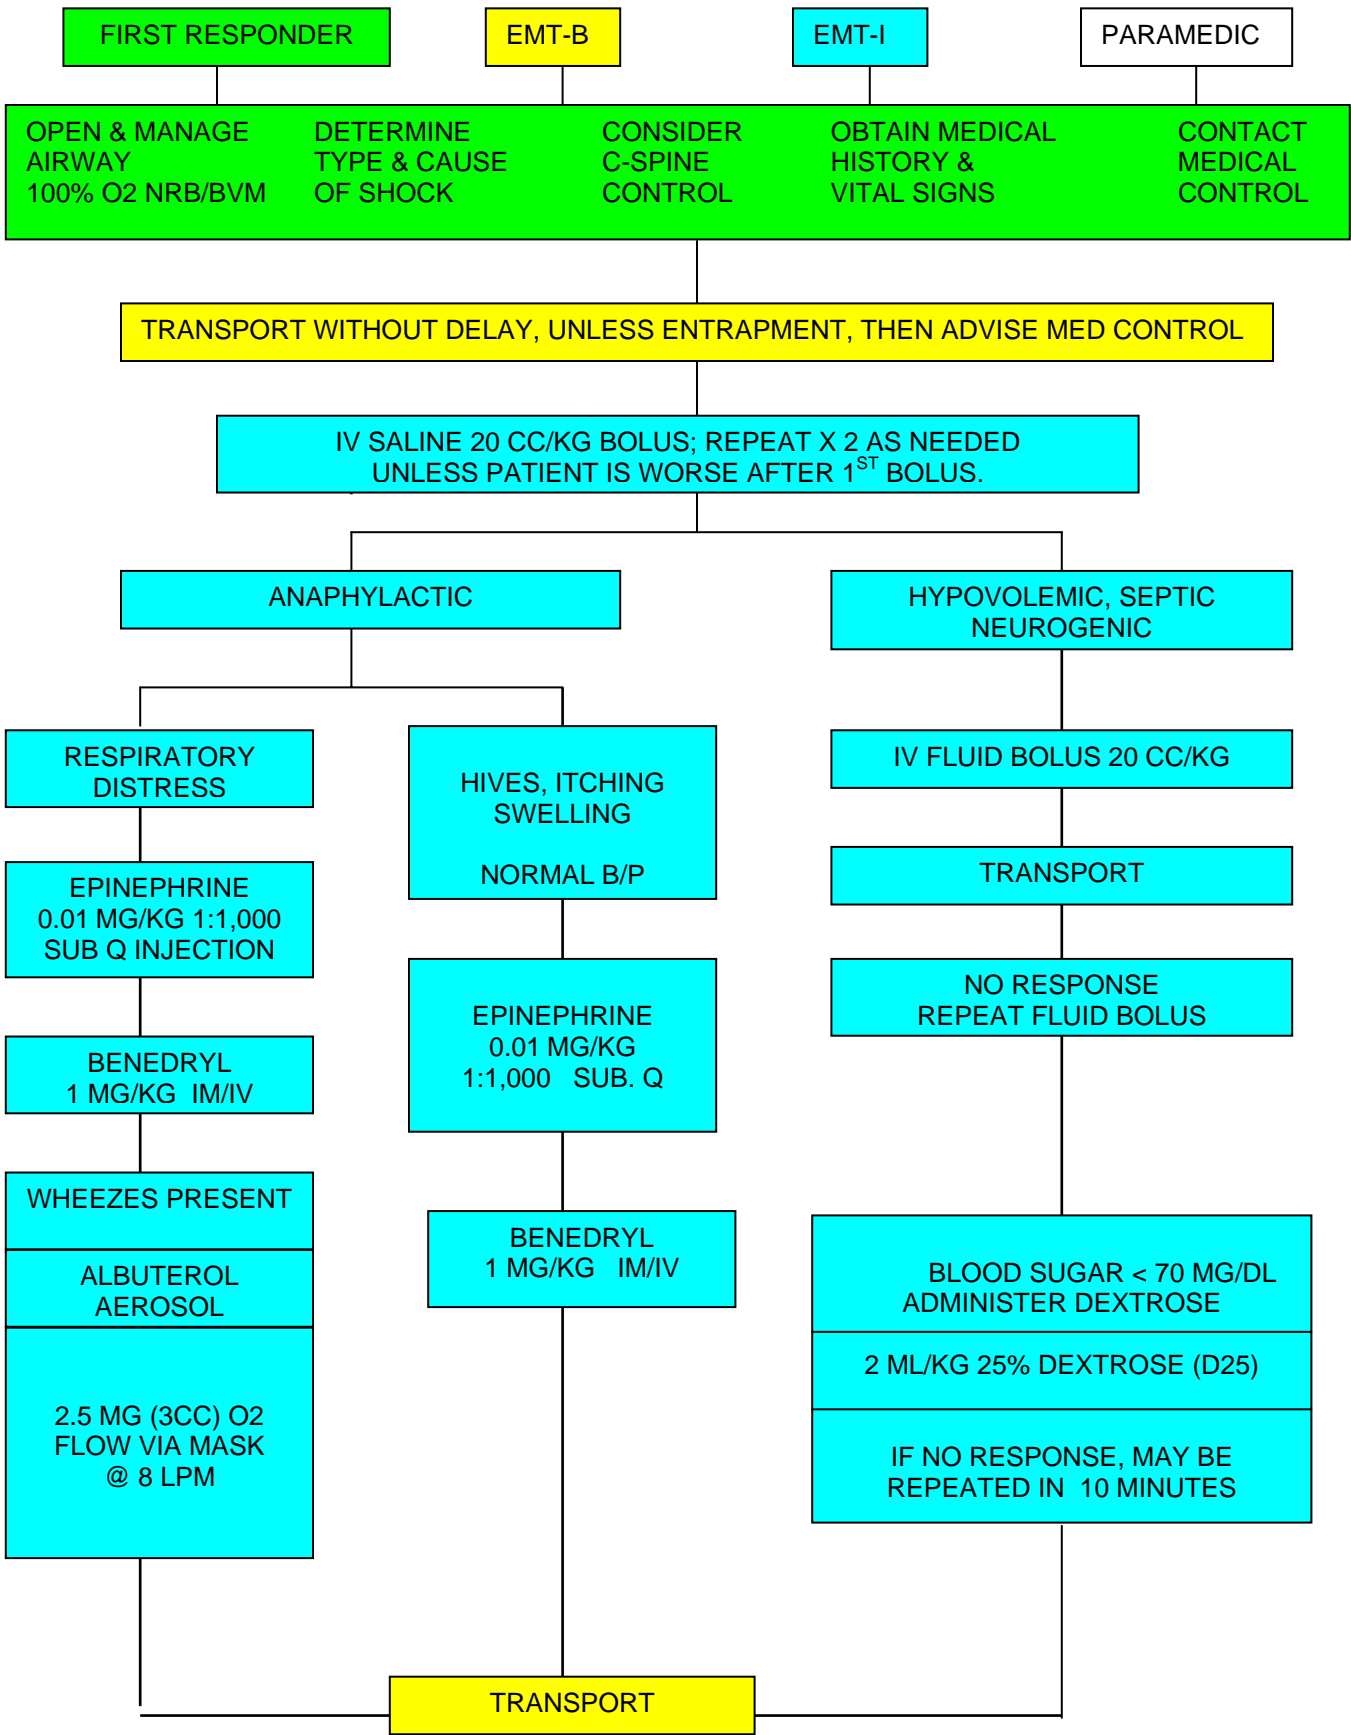 FIRST RESPONDER
EMT-B
EMT-I
PARAMEDIC
OPEN & MANAGE
AIRWAY
100% O2 NRB/BVM
DETERMINE
TYPE & CAUSE
OF SHOCK
CONSIDER
C-SPINE
CONTROL
OBTAIN MEDICAL
HISTORY &
VITAL SIGNS
CONTACT
MEDICAL
CONTROL
TRANSPORT WITHOUT DELAY, UNLESS ENTRAPMENT, THEN ADVISE MED CONTROL
IV SALINE 20 CC/KG BOLUS; REPEAT X 2 AS NEEDED
UNLESS PATIENT IS WORSE AFTER 1ST BOLUS.
ANAPHYLACTIC
RESPIRATORY
DISTRESS
EPINEPHRINE
0.01 MG/KG 1:1,000
SUB Q INJECTION
BENEDRYL
1 MG/KG IM/IV
WHEEZES PRESENT
ALBUTEROL
AEROSOL
2.5 MG (3CC) O2
FLOW VIA MASK
@ 8 LPM
HIVES, ITCHING
SWELLING
NORMAL B/P
EPINEPHRINE
0.01 MG/KG
1:1,000 SUB. Q
BENEDRYL
1 MG/KG IM/IV
HYPOVOLEMIC, SEPTIC
NEUROGENIC
IV FLUID BOLUS 20 CC/KG
TRANSPORT
NO RESPONSE
REPEAT FLUID BOLUS
BLOOD SUGAR < 70 MG/DL
ADMINISTER DEXTROSE
2 ML/KG 25% DEXTROSE (D25)
IF NO RESPONSE, MAY BE
REPEATED IN 10 MINUTES
TRANSPORT